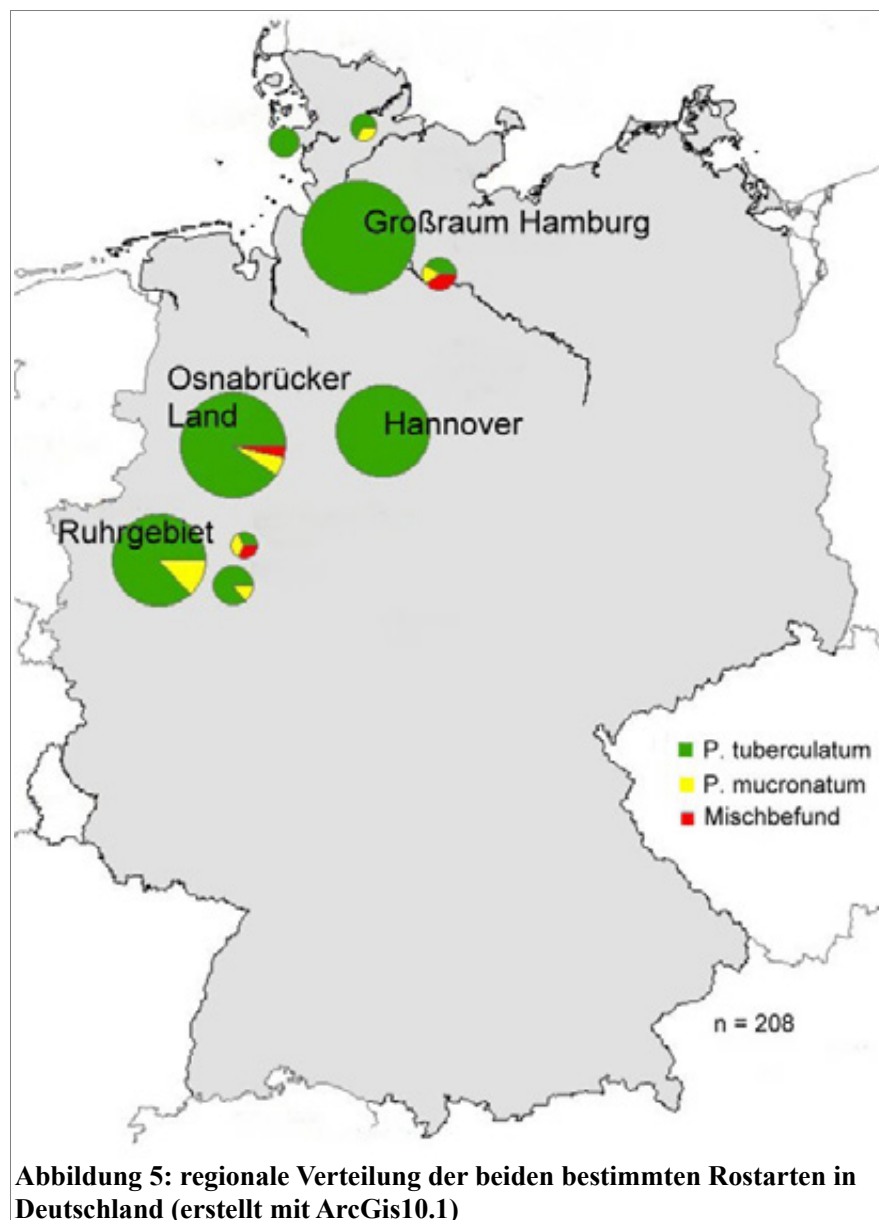 Großraum Hamburg
Osnabrücker
Land
Hannover
Ruhrgebiet
P. tuberculatum
P. mucronatum
Mischbefund
n = 208
Abbildung 5: regionale Verteilung der beiden bestimmten Rostarten in
Deutschland (erstellt mit ArcGis10.1)